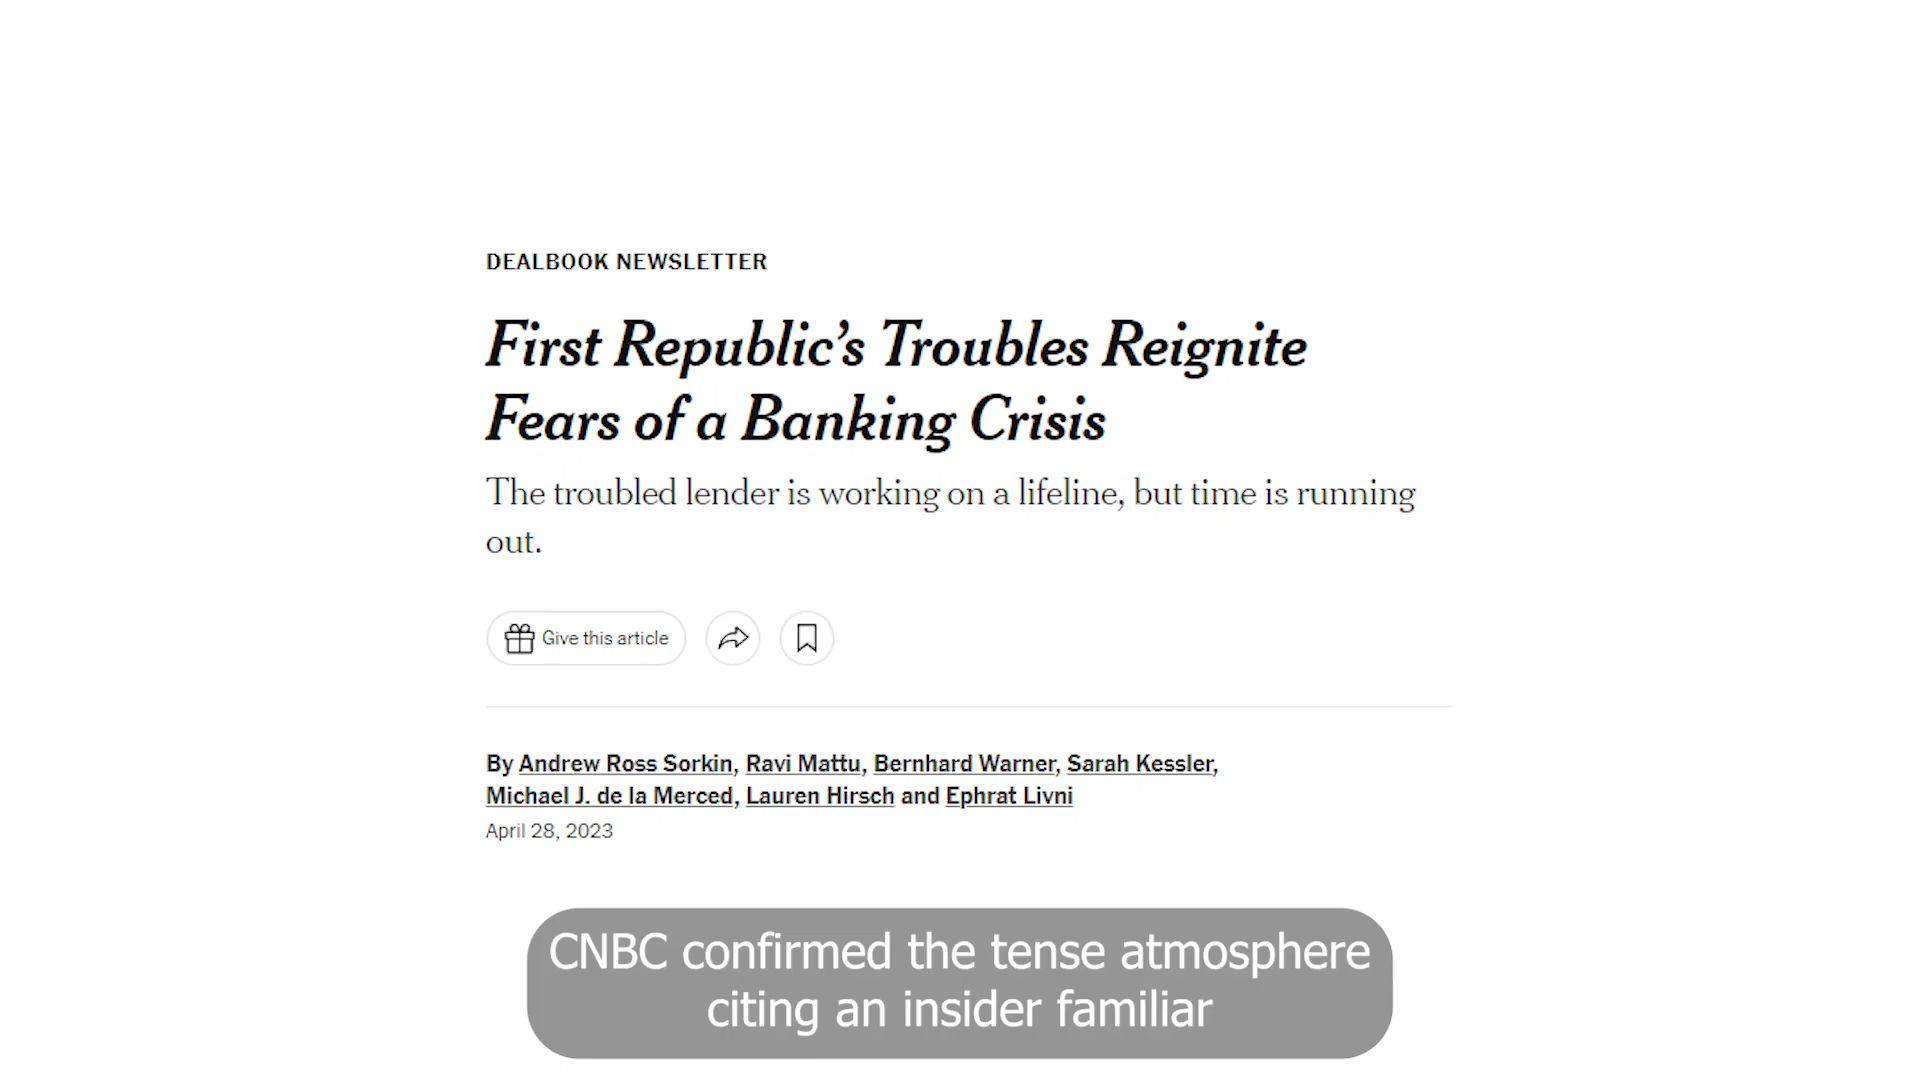 DEALBOOK NEWSLETTER
First Republic’s Troubles Reignite
Fears of a Banking Crisis
The troubled lender is working on a lifeline, but time is running
out.
Give this article
By Andrew Ross Sorkin, Ravi Mattu, Bernhard Warner, Sarah Kessler,
Michael J. de la Merced, Lauren Hirsch and Ephrat Livni
April 28, 2023
CNBC confirmed the tense atmosphere
citing an insider familiar